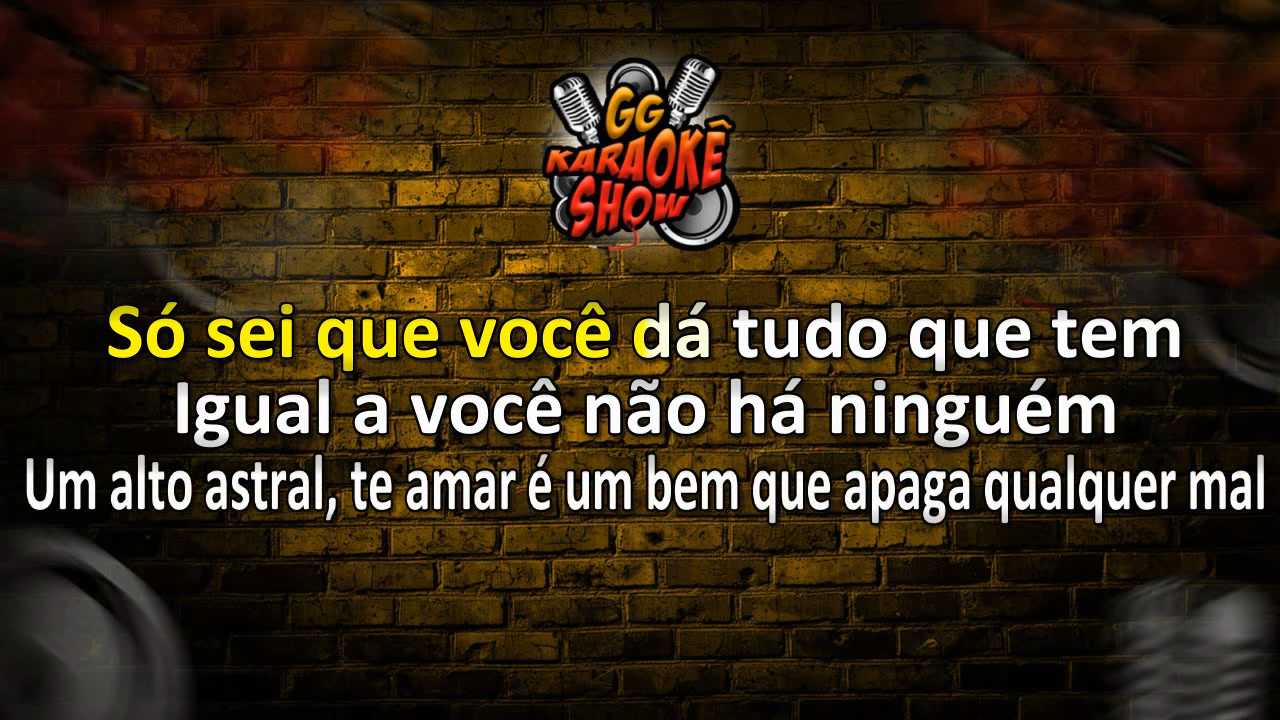 GG
KARAOKÊ
SHOW
Só sei que você dá tudo que tem
Igual a você não há ninguém
Um alto astral, te amar é um bem que apaga qualquer mal